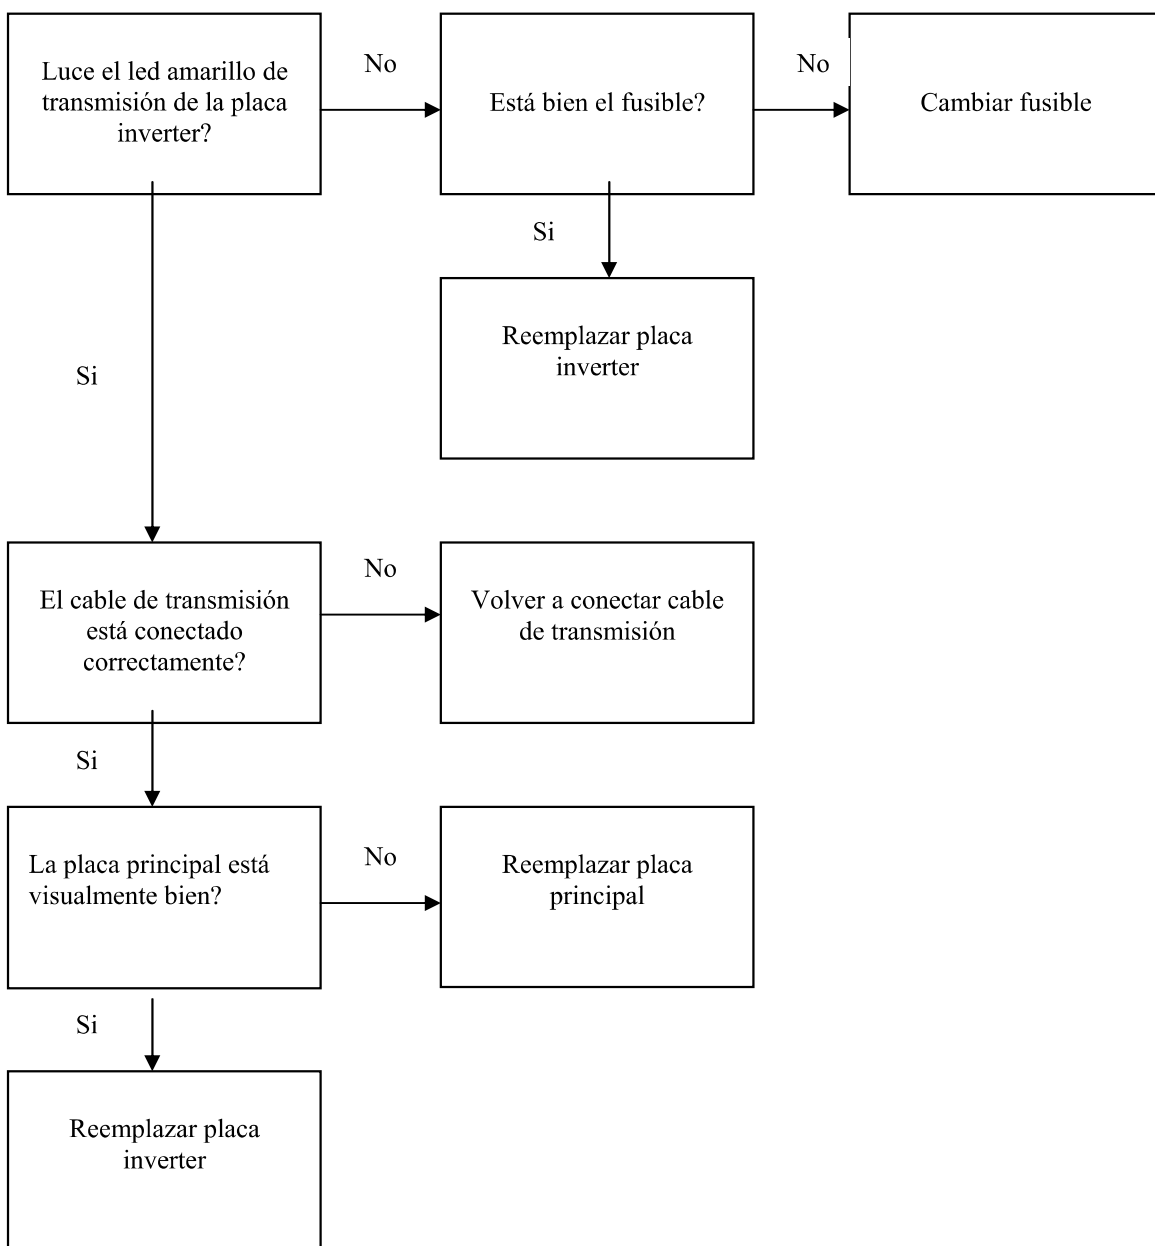 Luce el led amarillo de
transmisión de la placa
inverter?
No
Está bien el fusible?
No
Cambiar fusible
Si
Reemplazar placa
inverter
Si
El cable de transmisión
está conectado
correctamente?
No
Volver a conectar cable
de transmisión
Si
La placa principal está
visualmente bien?
No
Reemplazar placa
principal
Si
Reemplazar placa
inverter